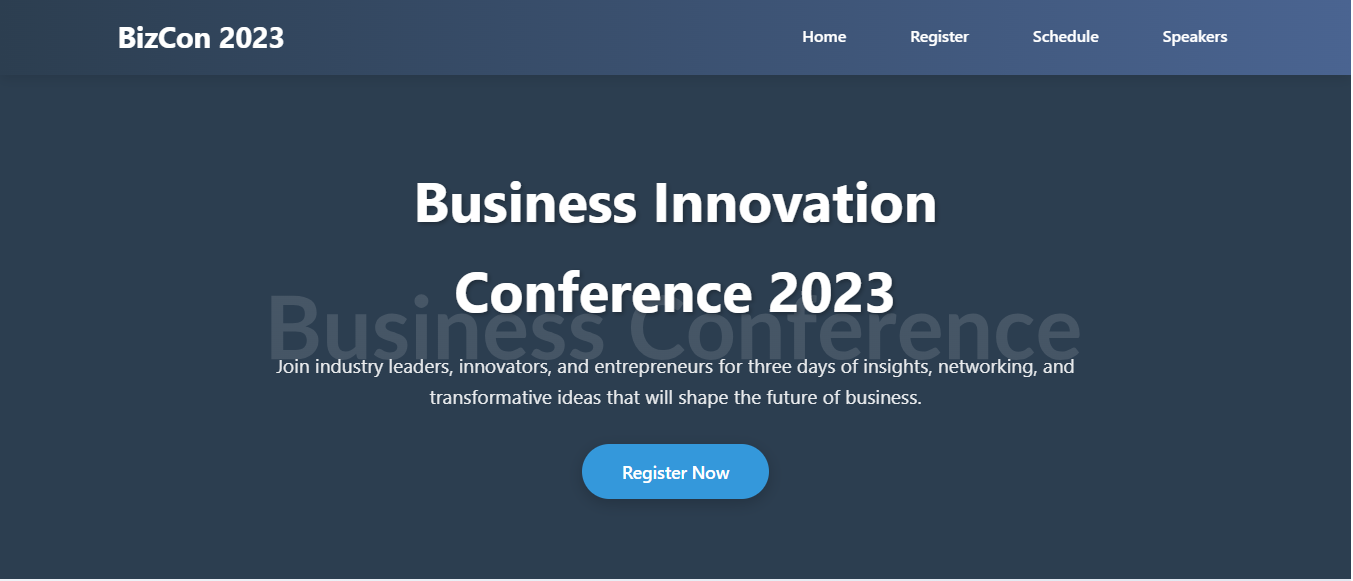 BizCon 2023
Home Register Schedule Speakers
Business Innovation
Conference 2023
Business Conference
Join industry leaders, innovators, and entrepreneurs for three days of insights, networking, and
transformative ideas that will shape the future of business.
Register Now